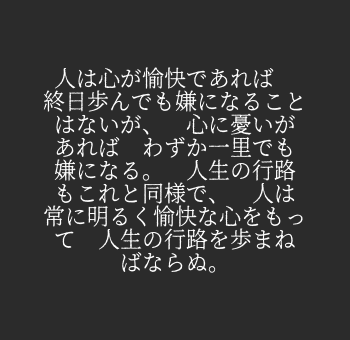 人は心が愉快であれば
終日歩んでも嫌になること
はないが、　心に憂いが
あれば　わずか一里でも
嫌になる。　人生の行路
もこれと同様で、　人は
常に明るく愉快な心をもっ
て　人生の行路を歩まね
ばならぬ。